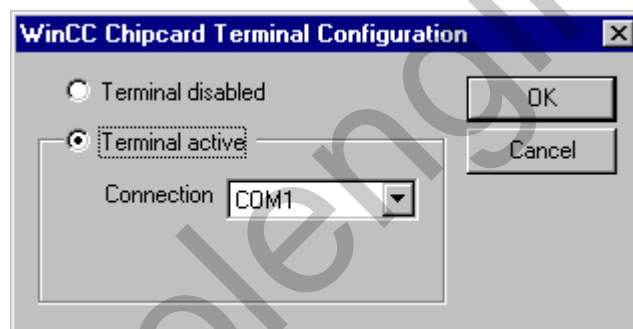 WinCC Chipcard Terminal Configuration
Terminal disabled
OK
Terminal active
Cancel
Connection
COM1